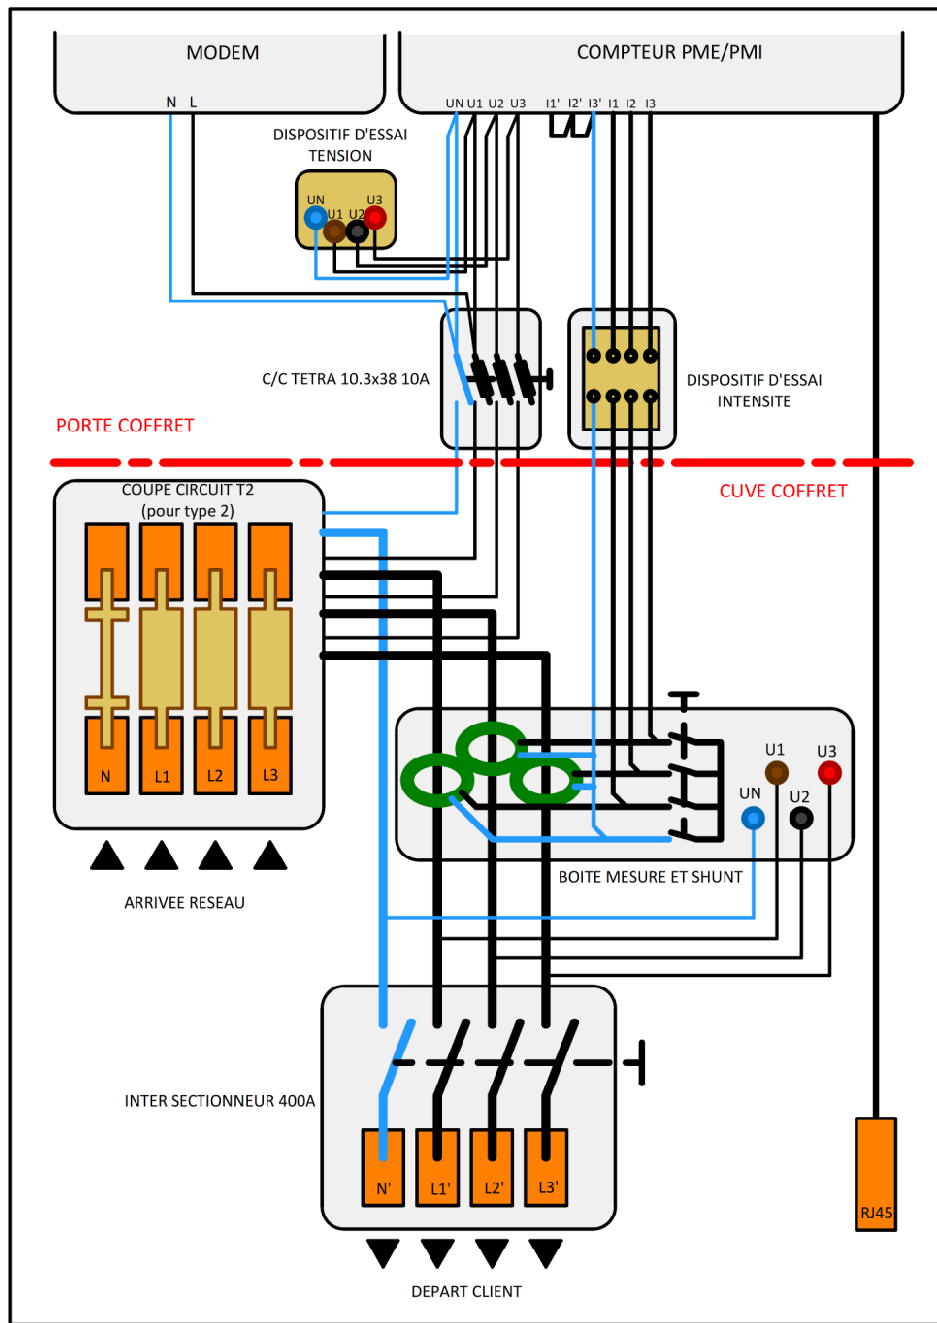 MODEM
COMPTEUR PME/PMI
N L
UN U1 U2 U3 I1' I2' I3' I1 I2 I3
DISPOSITIF D'ESSAI
TENSION
UN U1 U2 U3
C/C TETRA 10.3x38 10A
DISPOSITIF D'ESSAI
INTENSITE
PORTE COFFRET
CUVE COFFRET
COUPE CIRCUIT T2
(pour type 2)
N L1 L2 L3
ARRIVEE RESEAU
U1 U3
UN U2
BOITE MESURE ET SHUNT
INTER SECTIONNEUR 400A
N' L1' L2' L3'
RJ45
DEPART CLIENT